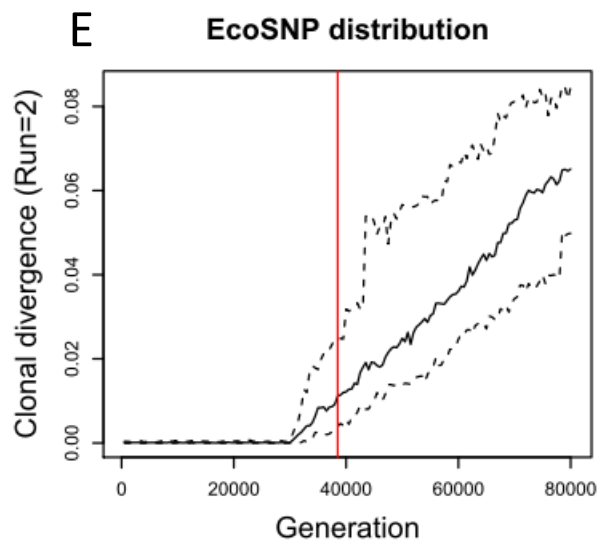 E
EcoSNP distribution
Clonal divergence (Run=2)
0.08
0.06
0.04
0.02
0.00
0
20000
40000
60000
80000
Generation